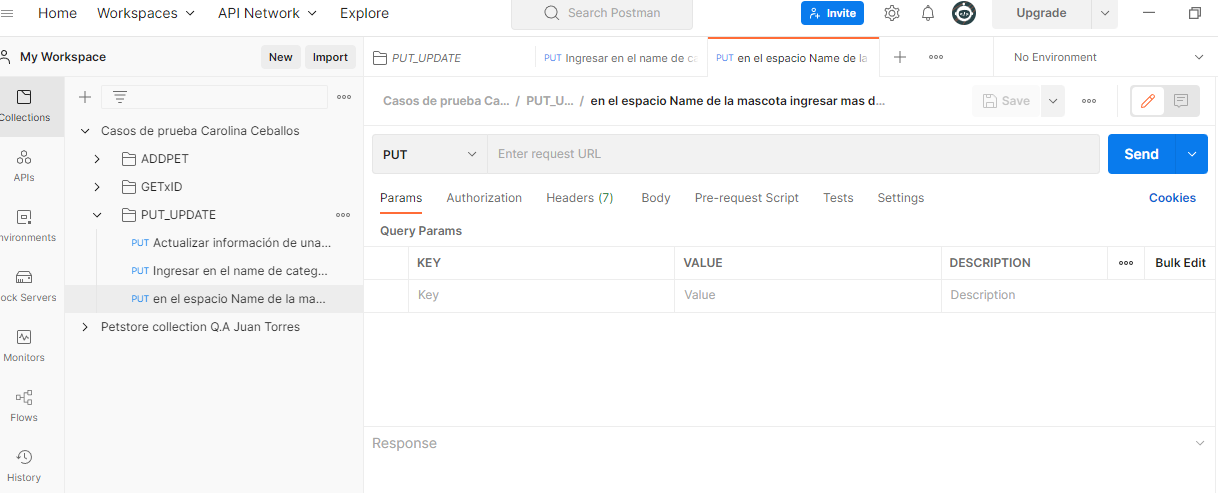 Home Workspaces API Network Explore Search Postman Invite Upgrade
My Workspace New Import PUT_UPDATE PUT Ingresar en el name de ca PUT en el espacio Name de la No Environment
Collections
APIs
nvironments
ock Servers
Monitors
Flows
History
Casos de prueba Carolina Ceballos
ADDPET
GETxID
PUT_UPDATE
PUT Actualizar información de una...
PUT Ingresar en el name de categ...
PUT en el espacio Name de la ma...
Petstore collection Q.A Juan Torres
Casos de prueba Ca... / PUT_U... / en el espacio Name de la mascota ingresar mas d... Save
PUT Enter request URL Send
Params Authorization Headers (7) Body Pre-request Script Tests Settings Cookies
Query Params
KEY VALUE DESCRIPTION Bulk Edit
Key Value Description
Response